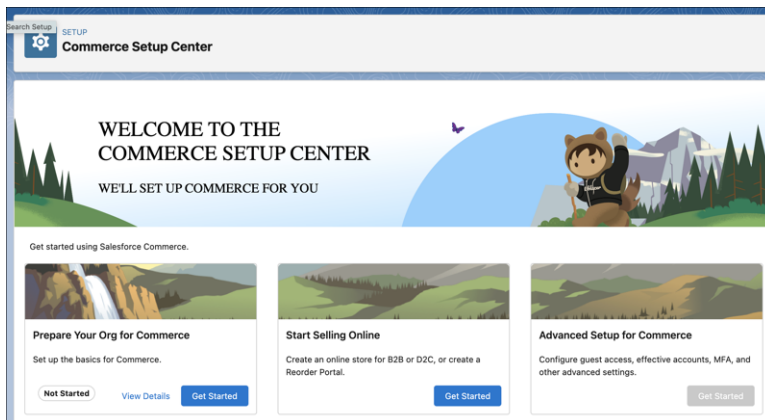 Search Setup
SETUP
Commerce Setup Center
WELCOME TO THE
COMMERCE SETUP CENTER
WE'LL SET UP COMMERCE FOR YOU
Get started using Salesforce Commerce.
Prepare Your Org for Commerce
Set up the basics for Commerce.
Not Started
View Details
Get Started
Start Selling Online
Create an online store for B2B or D2C, or create a
Reorder Portal.
Get Started
Advanced Setup for Commerce
Configure guest access, effective accounts, MFA, and
other advanced settings.
Get Started